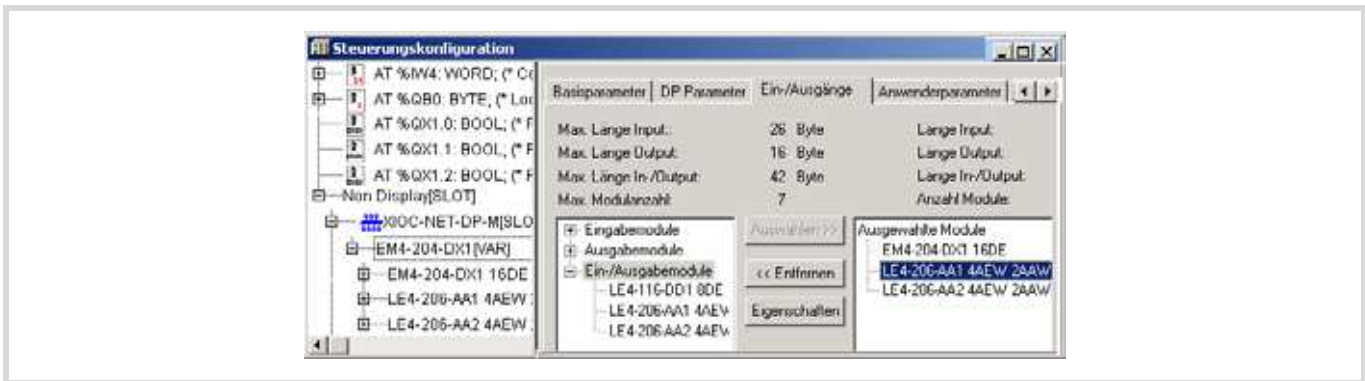 Steuerungskonfiguration
AT %IW4: WORD; (* Co
AT %QB0: BYTE; (* Loc
AT %QX1.0: BOOL; (* F
AT %QX1.1: BOOL; (* F
AT %QX1.2: BOOL; (* F
Non Display[SLOT]
XIOC-NET-DP-M[SLO
EM4-204-DX1[VAR]
EM4-204-DX1 16DE
LE4-206-AA1 4AEW
LE4-206-AA2 4AEW
Basisparameter DP Parameter Ein-/Ausgänge Anwenderparameter
Max. Länge Input.: 26 Byte Länge Input:
Max. Länge Output: 16 Byte Länge Output:
Max. Länge In-/Output: 42 Byte Länge In-/Output:
Max. Modulanzahl: 7 Anzahl Module:
Eingabemodule
Ausgabemodule
Ein-/Ausgabemodule
LE4-116-DD1 8DE
LE4-206-AA1 4AEW
LE4-206-AA2 4AEW
Auswählen >>
<< Entfernen
Eigenschaften
Ausgewählte Module
EM4-204-DX1 16DE
LE4-206-AA1 4AEW 2AAW
LE4-206-AA2 4AEW 2AAW